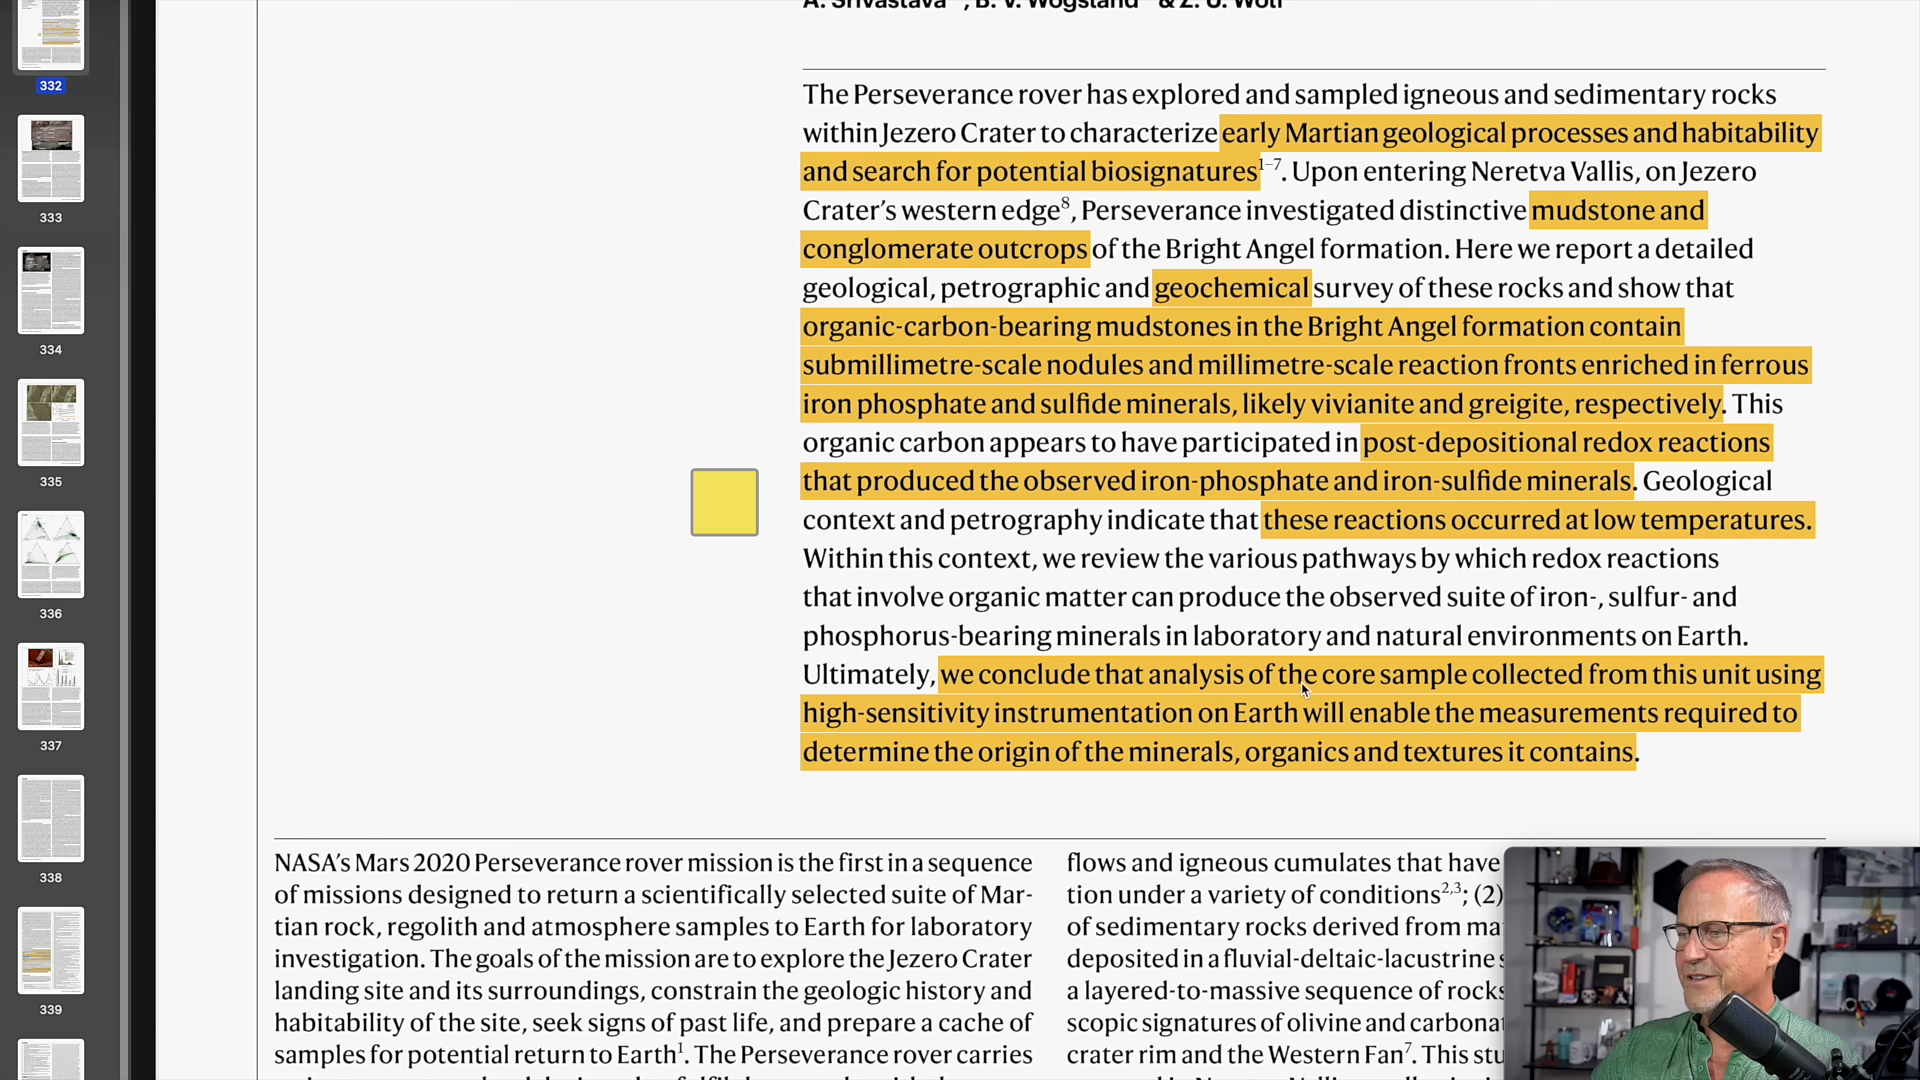 332
333
334
335
336
337
338
339
The Perseverance rover has explored and sampled igneous and sedimentary rocks
within Jezero Crater to characterize early Martian geological processes and habitability
and search for potential biosignatures1–7. Upon entering Neretva Vallis, on Jezero
Crater’s western edge8, Perseverance investigated distinctive mudstone and
conglomerate outcrops of the Bright Angel formation. Here we report a detailed
geological, petrographic and geochemical survey of these rocks and show that
organic-carbon-bearing mudstones in the Bright Angel formation contain
submillimetre-scale nodules and millimetre-scale reaction fronts enriched in ferrous
iron phosphate and sulfide minerals, likely vivianite and greigite, respectively. This
organic carbon appears to have participated in post-depositional redox reactions
that produced the observed iron-phosphate and iron-sulfide minerals. Geological
context and petrography indicate that these reactions occurred at low temperatures.
Within this context, we review the various pathways by which redox reactions
that involve organic matter can produce the observed suite of iron-, sulfur- and
phosphorus-bearing minerals in laboratory and natural environments on Earth.
Ultimately, we conclude that analysis of the core sample collected from this unit using
high-sensitivity instrumentation on Earth will enable the measurements required to
determine the origin of the minerals, organics and textures it contains.
NASA’s Mars 2020 Perseverance rover mission is the first in a sequence
of missions designed to return a scientifically selected suite of Mar-
tian rock, regolith and atmosphere samples to Earth for laboratory
investigation. The goals of the mission are to explore the Jezero Crater
landing site and its surroundings, constrain the geologic history and
habitability of the site, seek signs of past life, and prepare a cache of
samples for potential return to Earth1. The Perseverance rover carries
flows and igneous cumulates that have
tion under a variety of conditions2,3; (2)
of sedimentary rocks derived from ma
deposited in a fluvial-deltaic-lacustrine
a layered-to-massive sequence of rocks
scopic signatures of olivine and carbona
crater rim and the Western Fan7. This stu